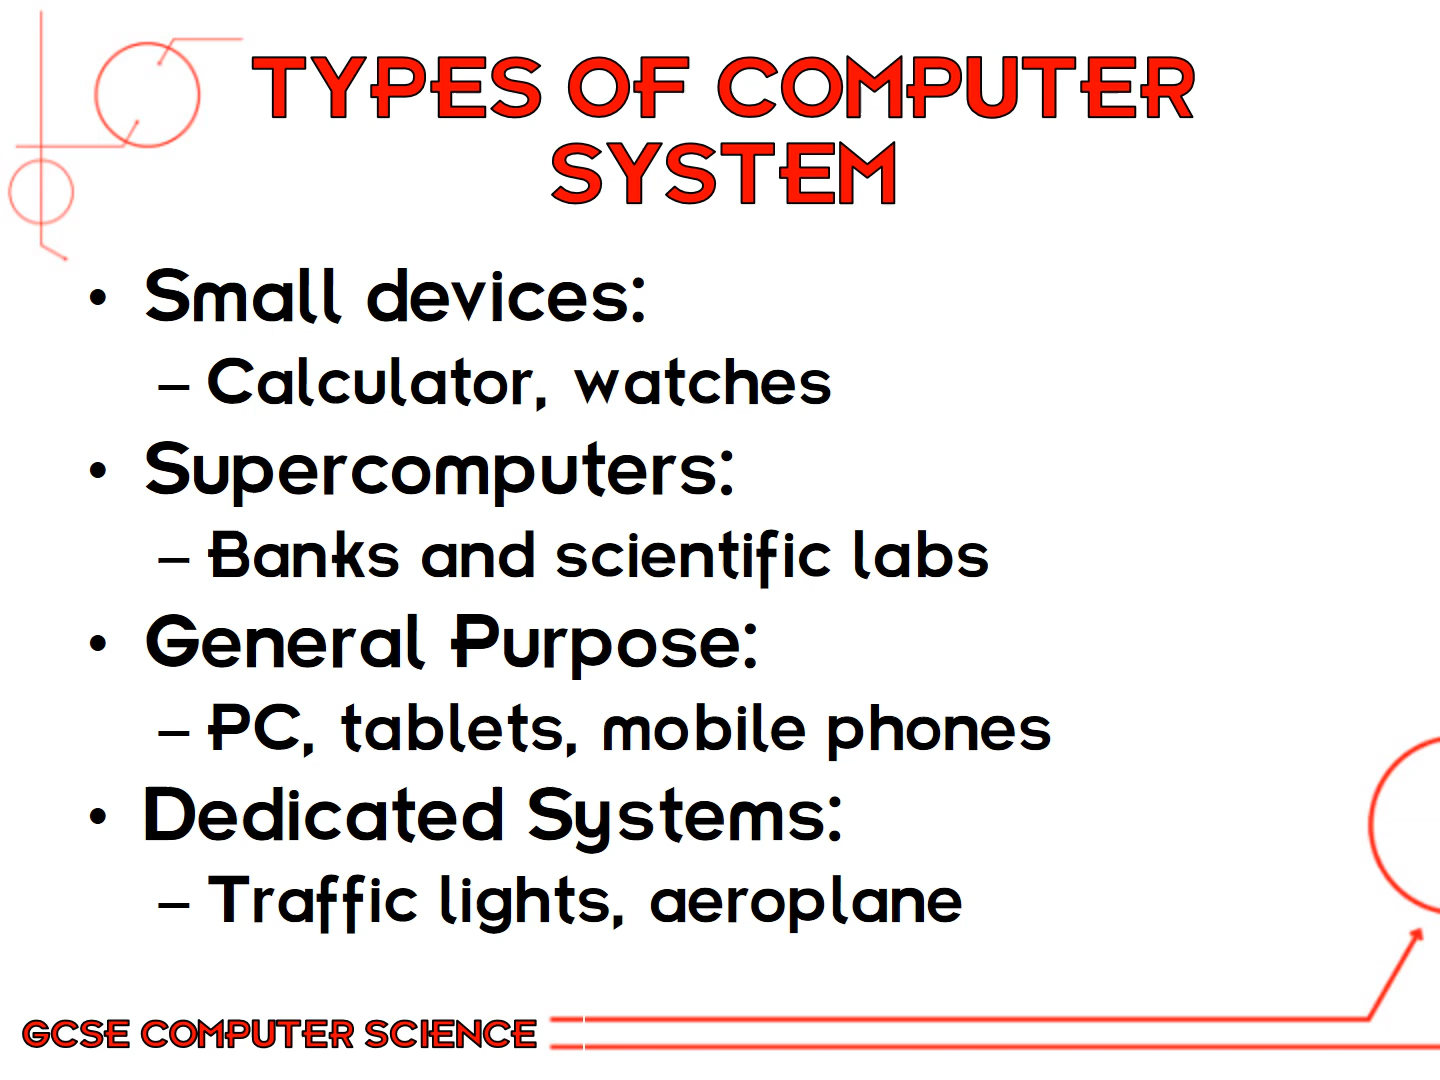 TYPES OF COMPUTER
SYSTEM
• Small devices:
– Calculator, watches
• Supercomputers:
– Banks and scientific labs
• General Purpose:
– PC, tablets, mobile phones
• Dedicated Systems:
– Traffic lights, aeroplane
GCSE COMPUTER SCIENCE